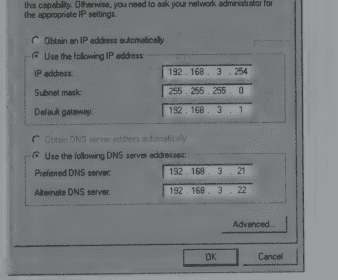 this capability. Otherwise, you need to ask your network administrator for
the appropriate IP settings.
Obtain an IP address automatically
Use the following IP address:
IP address: 192 . 168 . 3 . 254
Subnet mask: 255 . 255 . 255 . 0
Default gateway: 192 . 168 . 3 . 1
Obtain DNS server address automatically
Use the following DNS server addresses:
Preferred DNS server: 192 . 168 . 3 . 21
Alternate DNS server: 192 . 168 . 3 . 22
Advanced...
OK Cancel